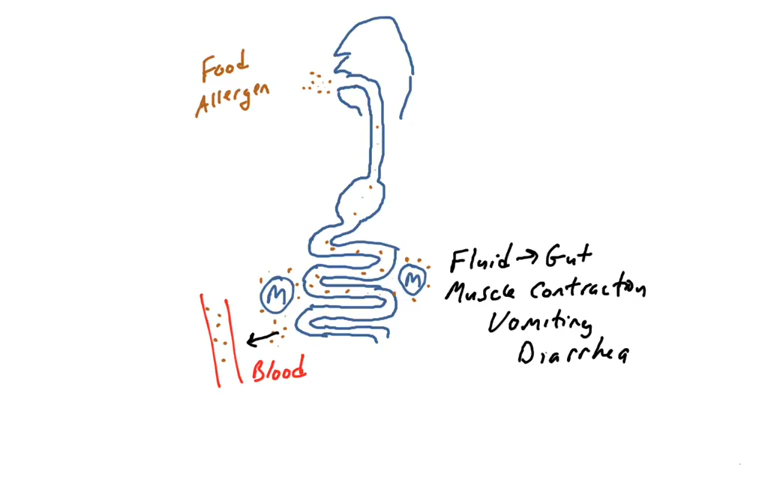 Food
Allergen
Fluid → Gut
Muscle Contracton
Vomiting
Diarrhea
M
M
Blood